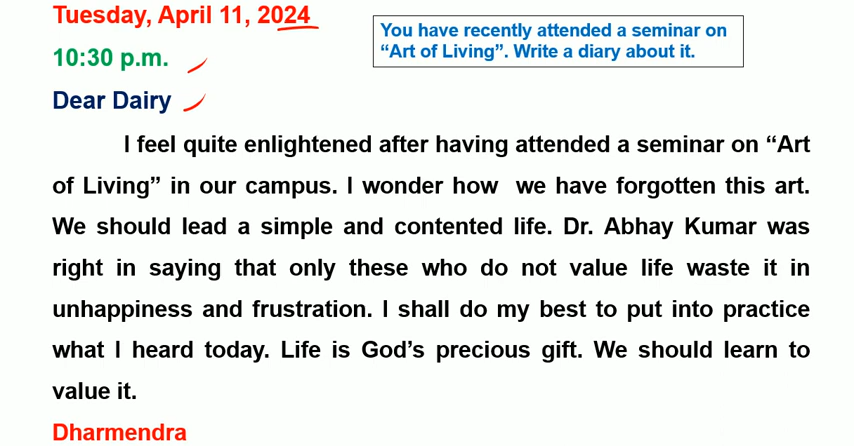 Tuesday, April 11, 2024
You have recently attended a seminar on
“Art of Living”. Write a diary about it.
10:30 p.m.
Dear Dairy
I feel quite enlightened after having attended a seminar on “Art
of Living” in our campus. I wonder how we have forgotten this art.
We should lead a simple and contented life. Dr. Abhay Kumar was
right in saying that only these who do not value life waste it in
unhappiness and frustration. I shall do my best to put into practice
what I heard today. Life is God’s precious gift. We should learn to
value it.
Dharmendra